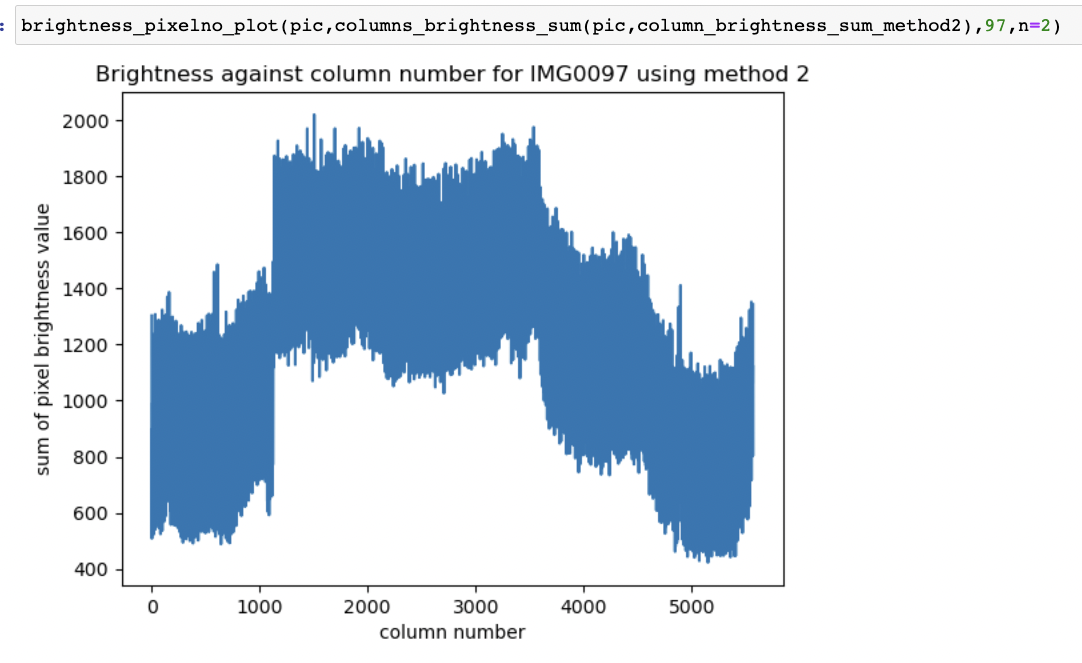 : brightness_pixelno_plot(pic,columns_brightness_sum(pic,column_brightness_sum_method2),97,n=2)
Brightness against column number for IMG0097 using method 2
sum of pixel brightness value
2000
1800
1600
1400
1200
1000
800
600
400
0 1000 2000 3000 4000 5000
column number